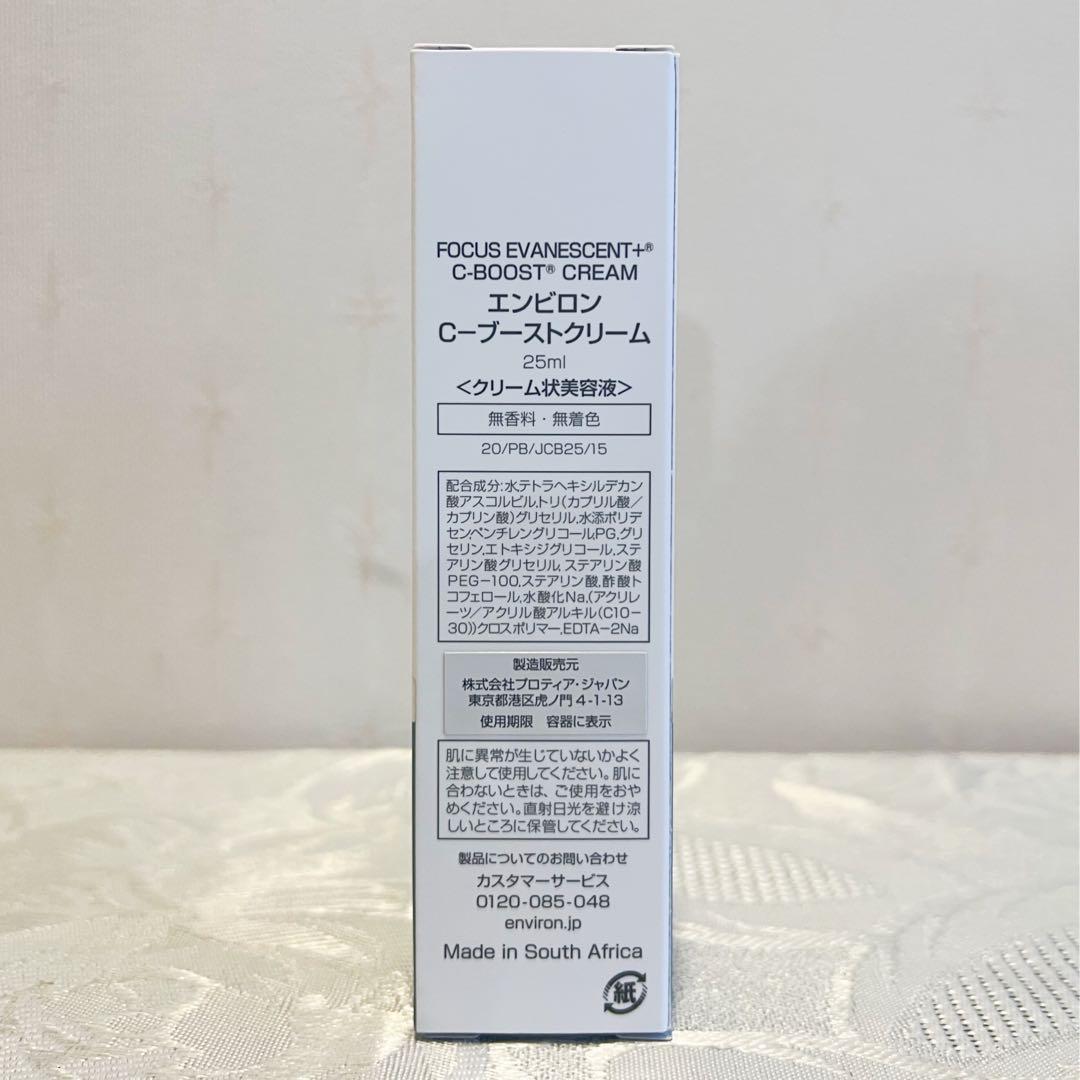 FOCUS EVANESCENT+®
C-BOOST® CREAM
エンビロン
C−ブーストクリーム
25ml
<クリーム状美容液>
無香料・無着色
20/PB/JCB25/15
配合成分:水テトラヘキシルデカン
酸アスコルビル,トリ(カプリル酸/
カプリン酸)グリセリル,水添ポリデ
セン,ペンチレングリコール,PG,グリ
セリン,エトキシジグリコール,ステ
アリン酸グリセリル, ステアリン酸
PEG−100,ステアリン酸,酢酸ト
コフェロール,水酸化Na,(アクリレ
ーツ/アクリル酸アルキル(C10−
30))クロスポリマー,EDTA−2Na
製造販売元
株式会社プロティア・ジャパン
東京都港区虎ノ門 4-1-13
使用期限 容器に表示
肌に異常が生じていないかよく
注意して使用してください。肌に
合わないときは、ご使用をおや
めください。直射日光を避け涼
しいところに保管してください。
製品についてのお問い合わせ
カスタマーサービス
0120-085-048
environ.jp
Made in South Africa
紙